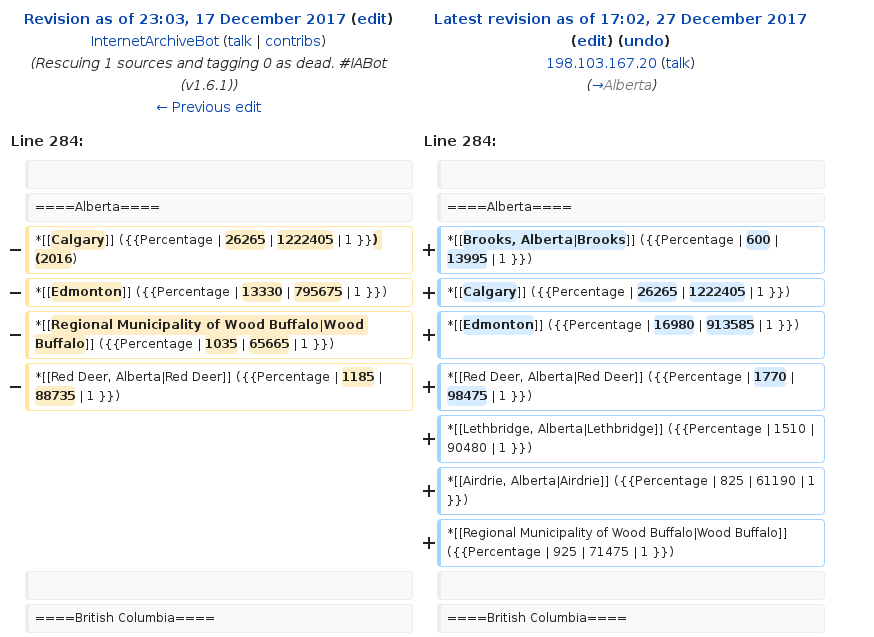 Revision as of 23:03, 17 December 2017 (edit)
InternetArchiveBot (talk | contribs)
(Rescuing 1 sources and tagging 0 as dead. #IABot
(v1.6.1))
← Previous edit
Latest revision as of 17:02, 27 December 2017
(edit) (undo)
198.103.167.20 (talk)
(→Alberta)
Line 284:
Line 284:
====Alberta====
====Alberta====
− *[[Calgary]] ({{Percentage | 26265 | 1222405 | 1 }})
(2016)
+ *[[Brooks, Alberta|Brooks]] ({{Percentage | 600 |
13995 | 1 }})
− *[[Edmonton]] ({{Percentage | 13330 | 795675 | 1 }})
+ *[[Calgary]] ({{Percentage | 26265 | 1222405 | 1 }})
− *[[Regional Municipality of Wood Buffalo|Wood
Buffalo]] ({{Percentage | 1035 | 65665 | 1 }})
+ *[[Edmonton]] ({{Percentage | 16980 | 913585 | 1 }})
− *[[Red Deer, Alberta|Red Deer]] ({{Percentage | 1185 |
88735 | 1 }})
+ *[[Red Deer, Alberta|Red Deer]] ({{Percentage | 1770 |
98475 | 1 }})
+ *[[Lethbridge, Alberta|Lethbridge]] ({{Percentage | 1510 |
90480 | 1 }})
+ *[[Airdrie, Alberta|Airdrie]] ({{Percentage | 825 | 61190 | 1
}})
+ *[[Regional Municipality of Wood Buffalo|Wood Buffalo]]
({{Percentage | 925 | 71475 | 1 }})
====British Columbia====
====British Columbia====